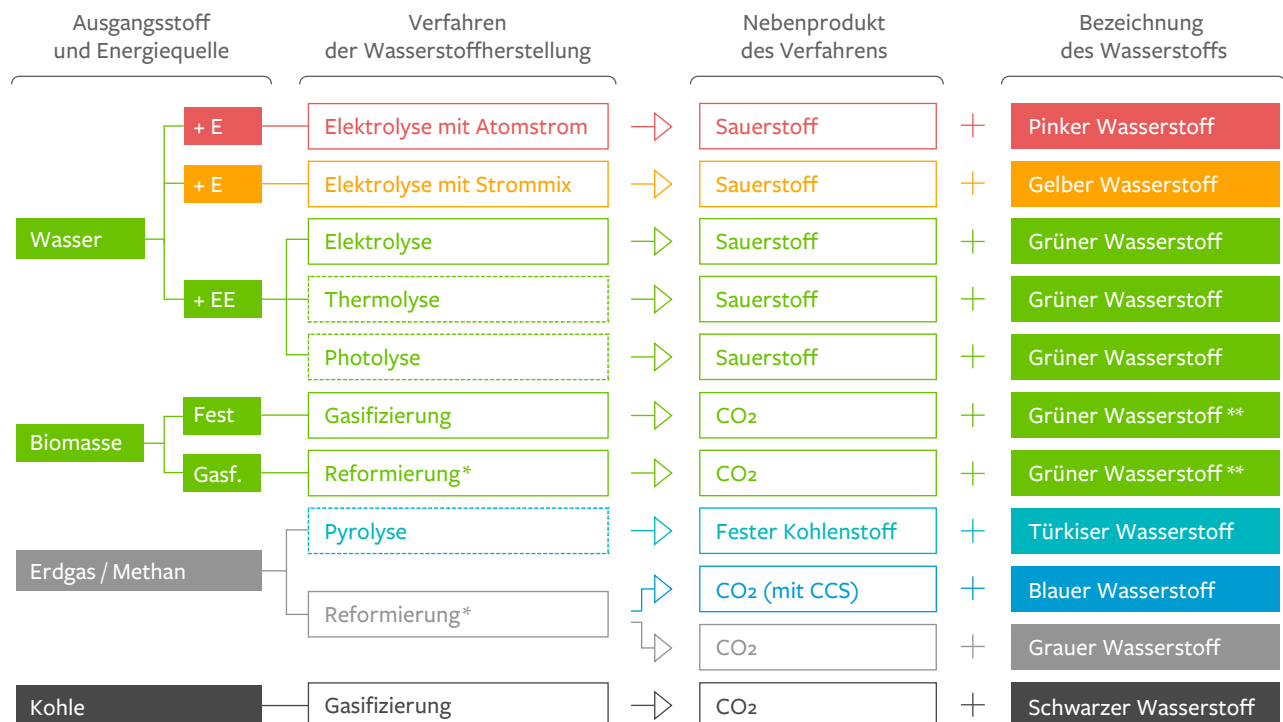 Ausgangsstoff
und Energiequelle
Verfahren
der Wasserstoffherstellung
Nebenprodukt
des Verfahrens
Bezeichnung
des Wasserstoffs
+ E
Elektrolyse mit Atomstrom
Sauerstoff
+
Pinker Wasserstoff
+ E
Elektrolyse mit Strommix
Sauerstoff
+
Gelber Wasserstoff
Wasser
Elektrolyse
Sauerstoff
+
Grüner Wasserstoff
+ EE
Thermolyse
Sauerstoff
+
Grüner Wasserstoff
Photolyse
Sauerstoff
+
Grüner Wasserstoff
Biomasse
Fest
Gasifizierung
CO2
+
Grüner Wasserstoff **
Gasf.
Reformierung*
CO2
+
Grüner Wasserstoff **
Erdgas / Methan
Pyrolyse
Fester Kohlenstoff
+
Türkiser Wasserstoff
Reformierung*
CO2 (mit CCS)
+
Blauer Wasserstoff
CO2
+
Grauer Wasserstoff
Kohle
Gasifizierung
CO2
+
Schwarzer Wasserstoff